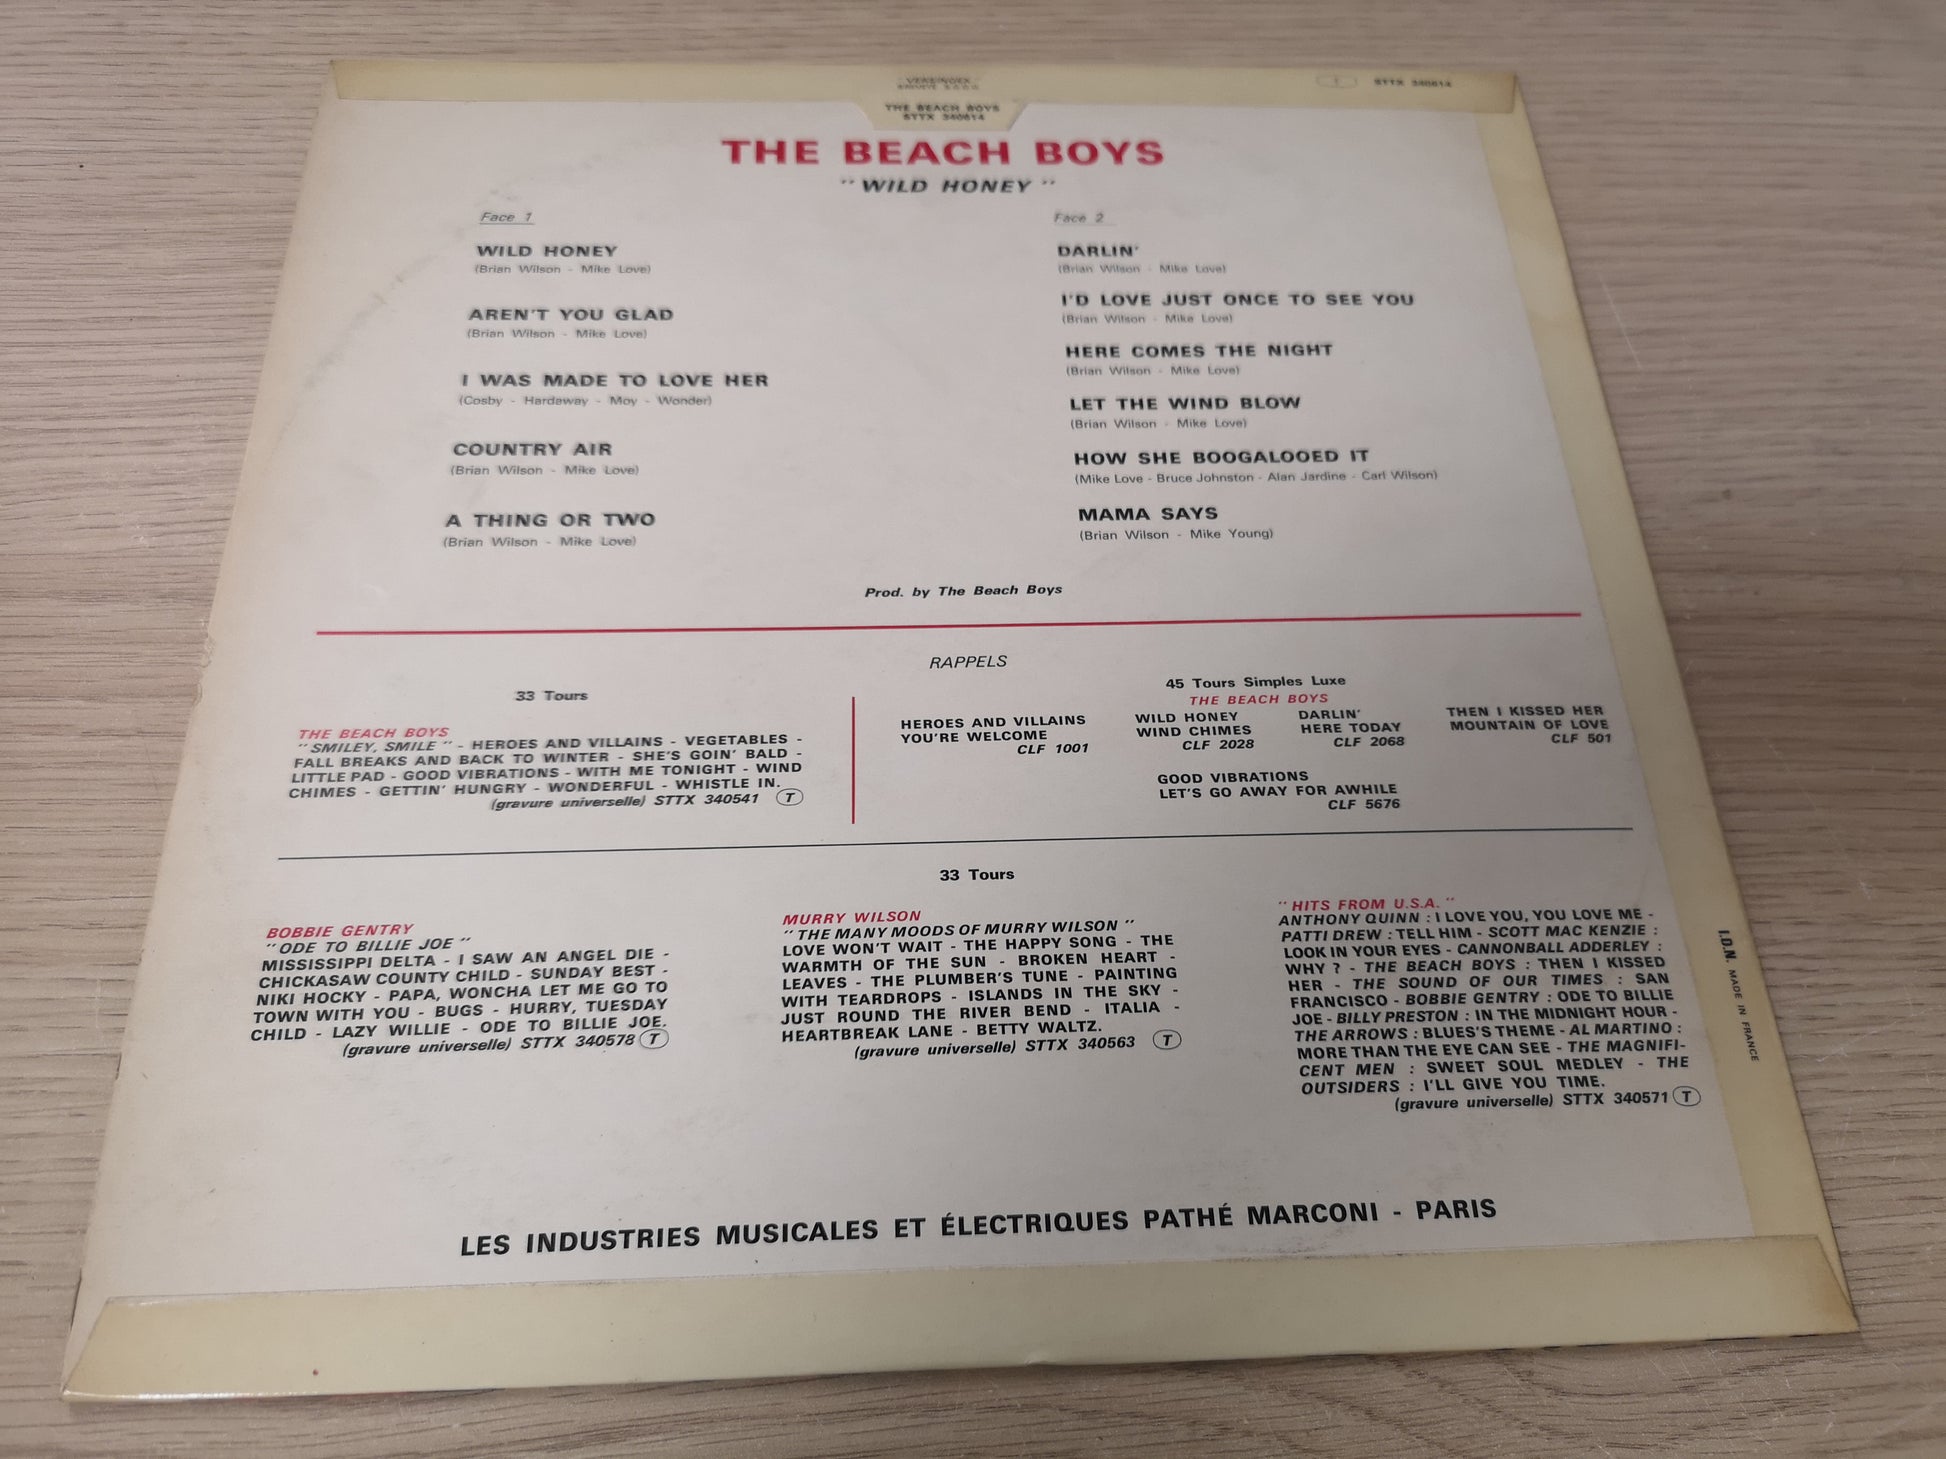 THE BEACH BOYS
STTX 340614
STTX 340614
THE BEACH BOYS
"WILD HONEY"
Face 1
WILD HONEY
(Brian Wilson - Mike Love)
AREN'T YOU GLAD
(Brian Wilson - Mike Love)
I WAS MADE TO LOVE HER
(Cosby - Hardaway - Moy - Wonder)
COUNTRY AIR
(Brian Wilson - Mike Love)
A THING OR TWO
(Brian Wilson - Mike Love)
Face 2
DARLIN'
(Brian Wilson - Mike Love)
I'D LOVE JUST ONCE TO SEE YOU
(Brian Wilson - Mike Love)
HERE COMES THE NIGHT
(Brian Wilson - Mike Love)
LET THE WIND BLOW
(Brian Wilson - Mike Love)
HOW SHE BOOGALOOED IT
(Mike Love - Bruce Johnston - Alan Jardine - Carl Wilson)
MAMA SAYS
(Brian Wilson - Mike Young)
Prod. by The Beach Boys
RAPPELS
33 Tours
THE BEACH BOYS
"SMILEY, SMILE" - HEROES AND VILLAINS - VEGETABLES -
FALL BREAKS AND BACK TO WINTER - SHE'S GOIN' BALD -
LITTLE PAD - GOOD VIBRATIONS - WITH ME TONIGHT - WIND
CHIMES - GETTIN' HUNGRY - WONDERFUL - WHISTLE IN.
(gravure universelle) STTX 340541 T
45 Tours Simples Luxe
THE BEACH BOYS
HEROES AND VILLAINS
YOU'RE WELCOME
CLF 1001
WILD HONEY
WIND CHIMES
CLF 2028
DARLIN'
HERE TODAY
CLF 2068
THEN I KISSED HER
MOUNTAIN OF LOVE
CLF 501
GOOD VIBRATIONS
LET'S GO AWAY FOR AWHILE
CLF 5676
33 Tours
BOBBIE GENTRY
"ODE TO BILLIE JOE"
MISSISSIPPI DELTA - I SAW AN ANGEL DIE -
CHICKASAW COUNTY CHILD - SUNDAY BEST -
NIKI HOCKY - PAPA, WONCHA LET ME GO TO
TOWN WITH YOU - BUGS - HURRY, TUESDAY
CHILD - LAZY WILLIE - ODE TO BILLIE JOE.
(gravure universelle) STTX 340578 T
MURRY WILSON
"THE MANY MOODS OF MURRY WILSON"
LOVE WON'T WAIT - THE HAPPY SONG - THE
WARMTH OF THE SUN - BROKEN HEART -
LEAVES - THE PLUMBER'S TUNE - PAINTING
WITH TEARDROPS - ISLANDS IN THE SKY -
JUST ROUND THE RIVER BEND - ITALIA -
HEARTBREAK LANE - BETTY WALTZ.
(gravure universelle) STTX 340563 T
"HITS FROM U.S.A."
ANTHONY QUINN : I LOVE YOU, YOU LOVE ME -
PATTI DREW : TELL HIM - SCOTT MAC KENZIE :
LOOK IN YOUR EYES - CANNONBALL ADDERLEY :
WHY ? - THE BEACH BOYS : THEN I KISSED
HER - THE SOUND OF OUR TIMES : SAN
FRANCISCO - BOBBIE GENTRY : ODE TO BILLIE
JOE - BILLY PRESTON : IN THE MIDNIGHT HOUR -
THE ARROWS : BLUES'S THEME - AL MARTINO :
MORE THAN THE EYE CAN SEE - THE MAGNIFI-
CENT MEN : SWEET SOUL MEDLEY - THE
OUTSIDERS : I'LL GIVE YOU TIME.
(gravure universelle) STTX 340571 T
I.D.N. MADE IN FRANCE
LES INDUSTRIES MUSICALES ET ÉLECTRIQUES PATHÉ MARCONI - PARIS